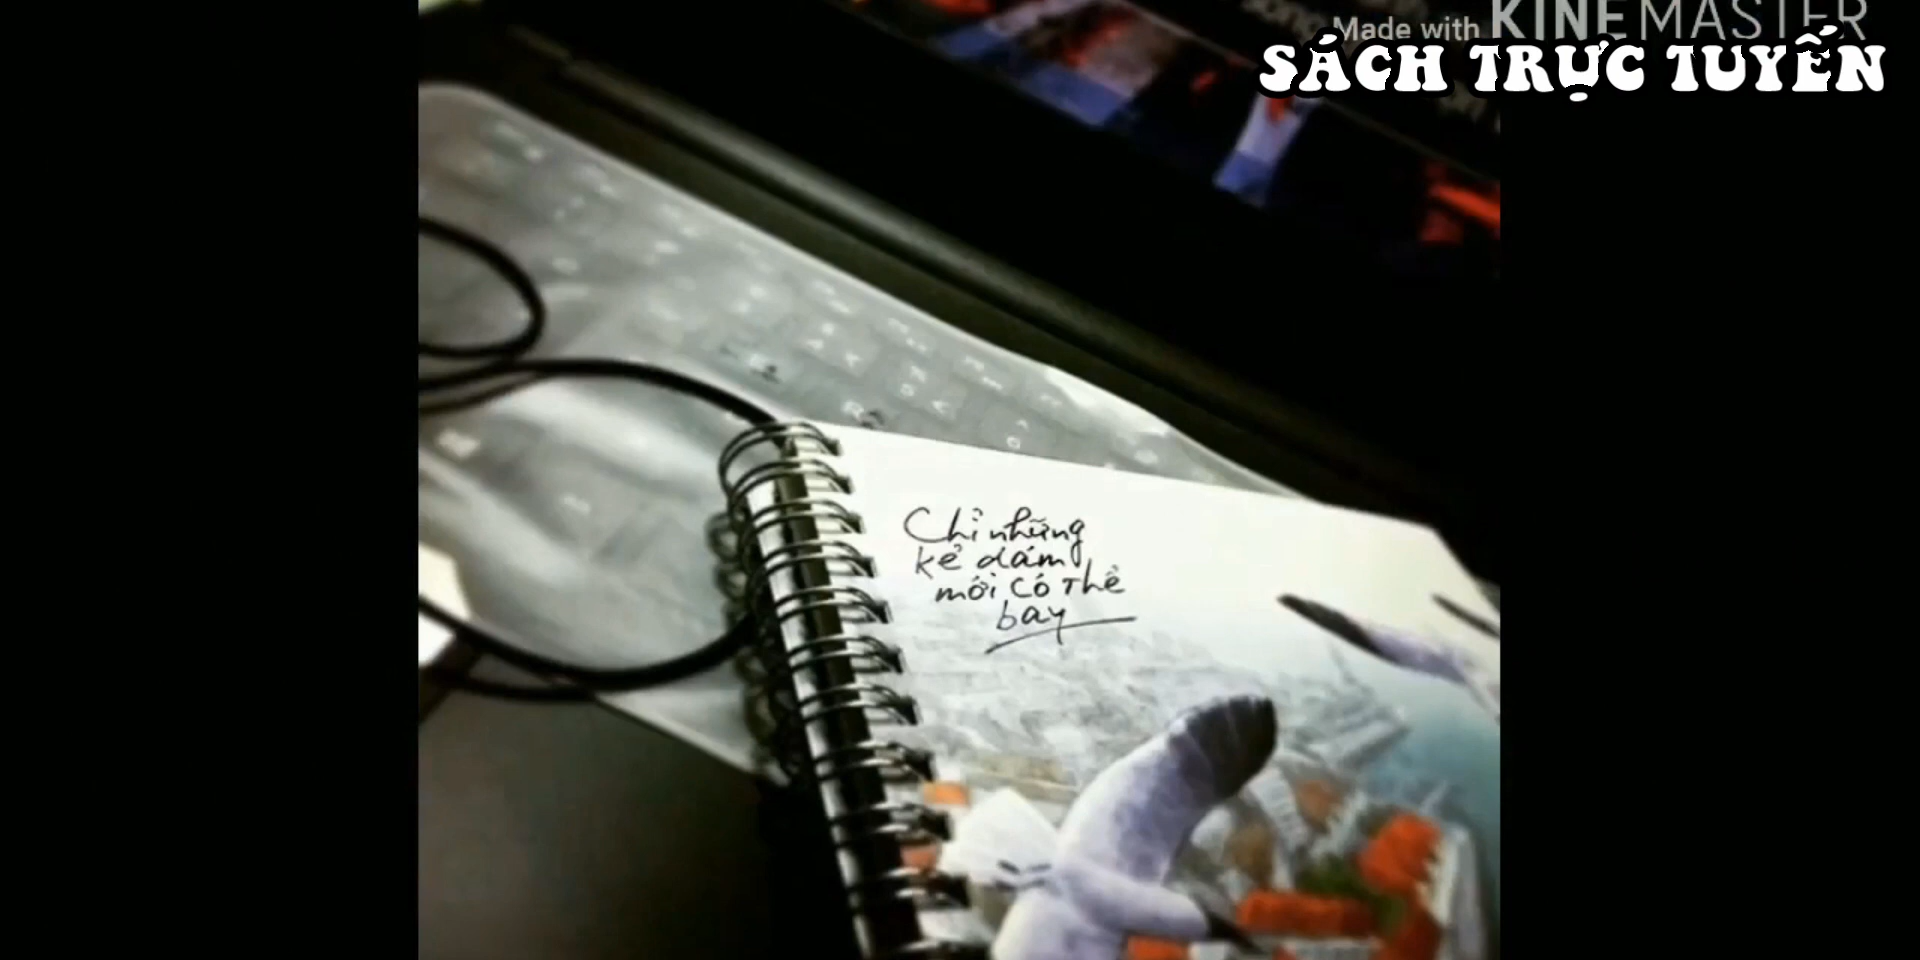 Made with KINEMASTER
SÁCH TRỰC TUYẾN
Chỉ những
kẻ dám
mới có thể
bay